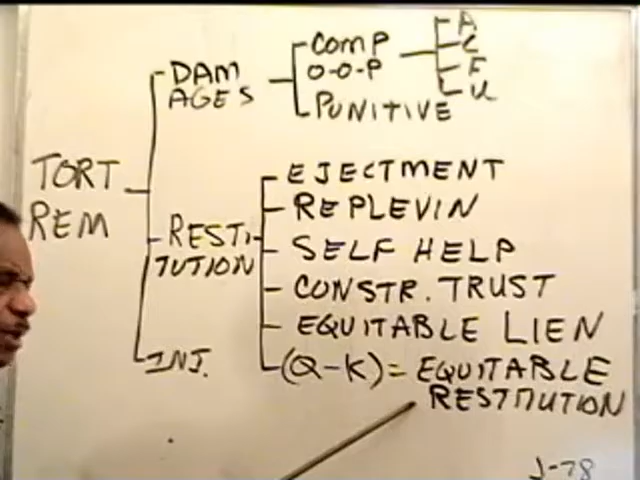 TORT
REM
DAM
AGES
COMP
O-O-P
PUNITIVE
A
C
F
U
RESTI-
TUTION
EJECTMENT
REPLEVIN
SELF HELP
CONSTR. TRUST
EQUITABLE LIEN
(Q-K) = EQUITABLE
RESTITUTION
INJ.
J-78